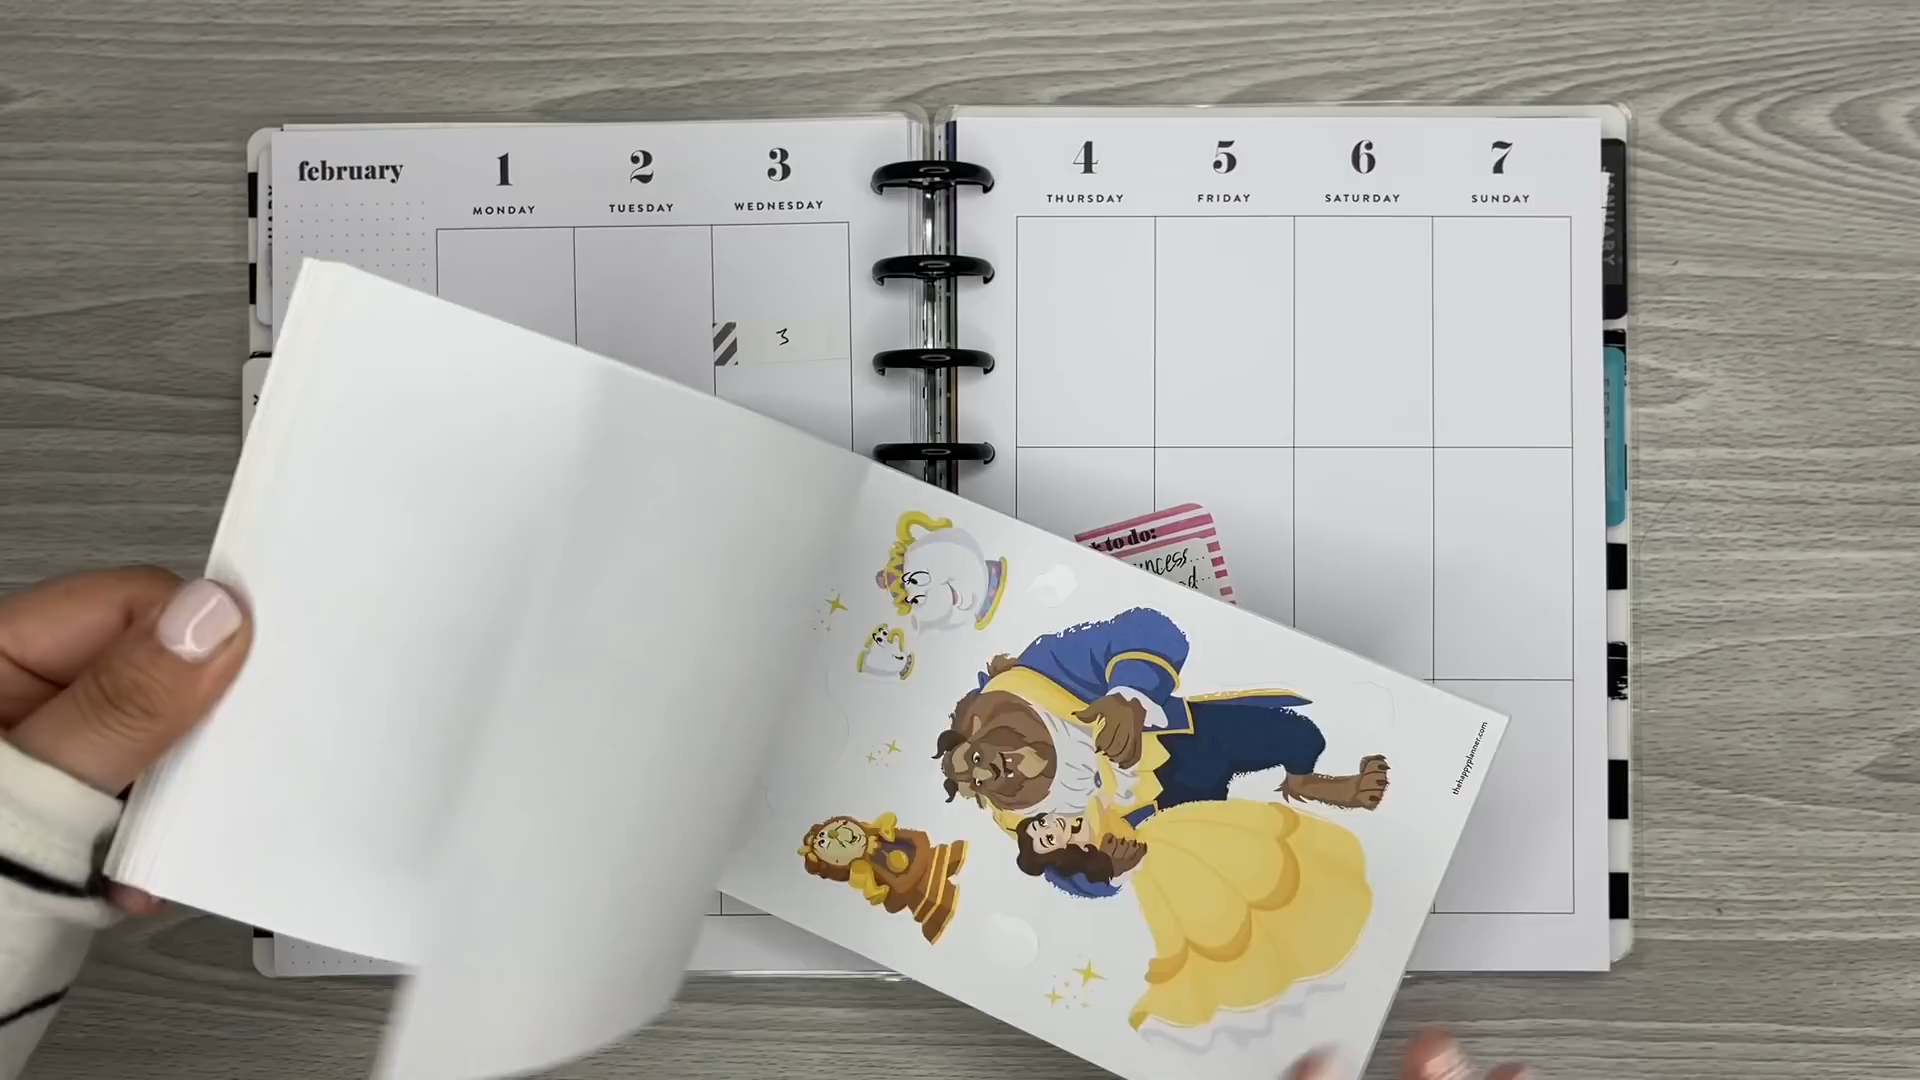 february
1
MONDAY
2
TUESDAY
3
WEDNESDAY
3
4
THURSDAY
5
FRIDAY
6
SATURDAY
7
SUNDAY
JANUARY
to do:
thehappyplanner.com